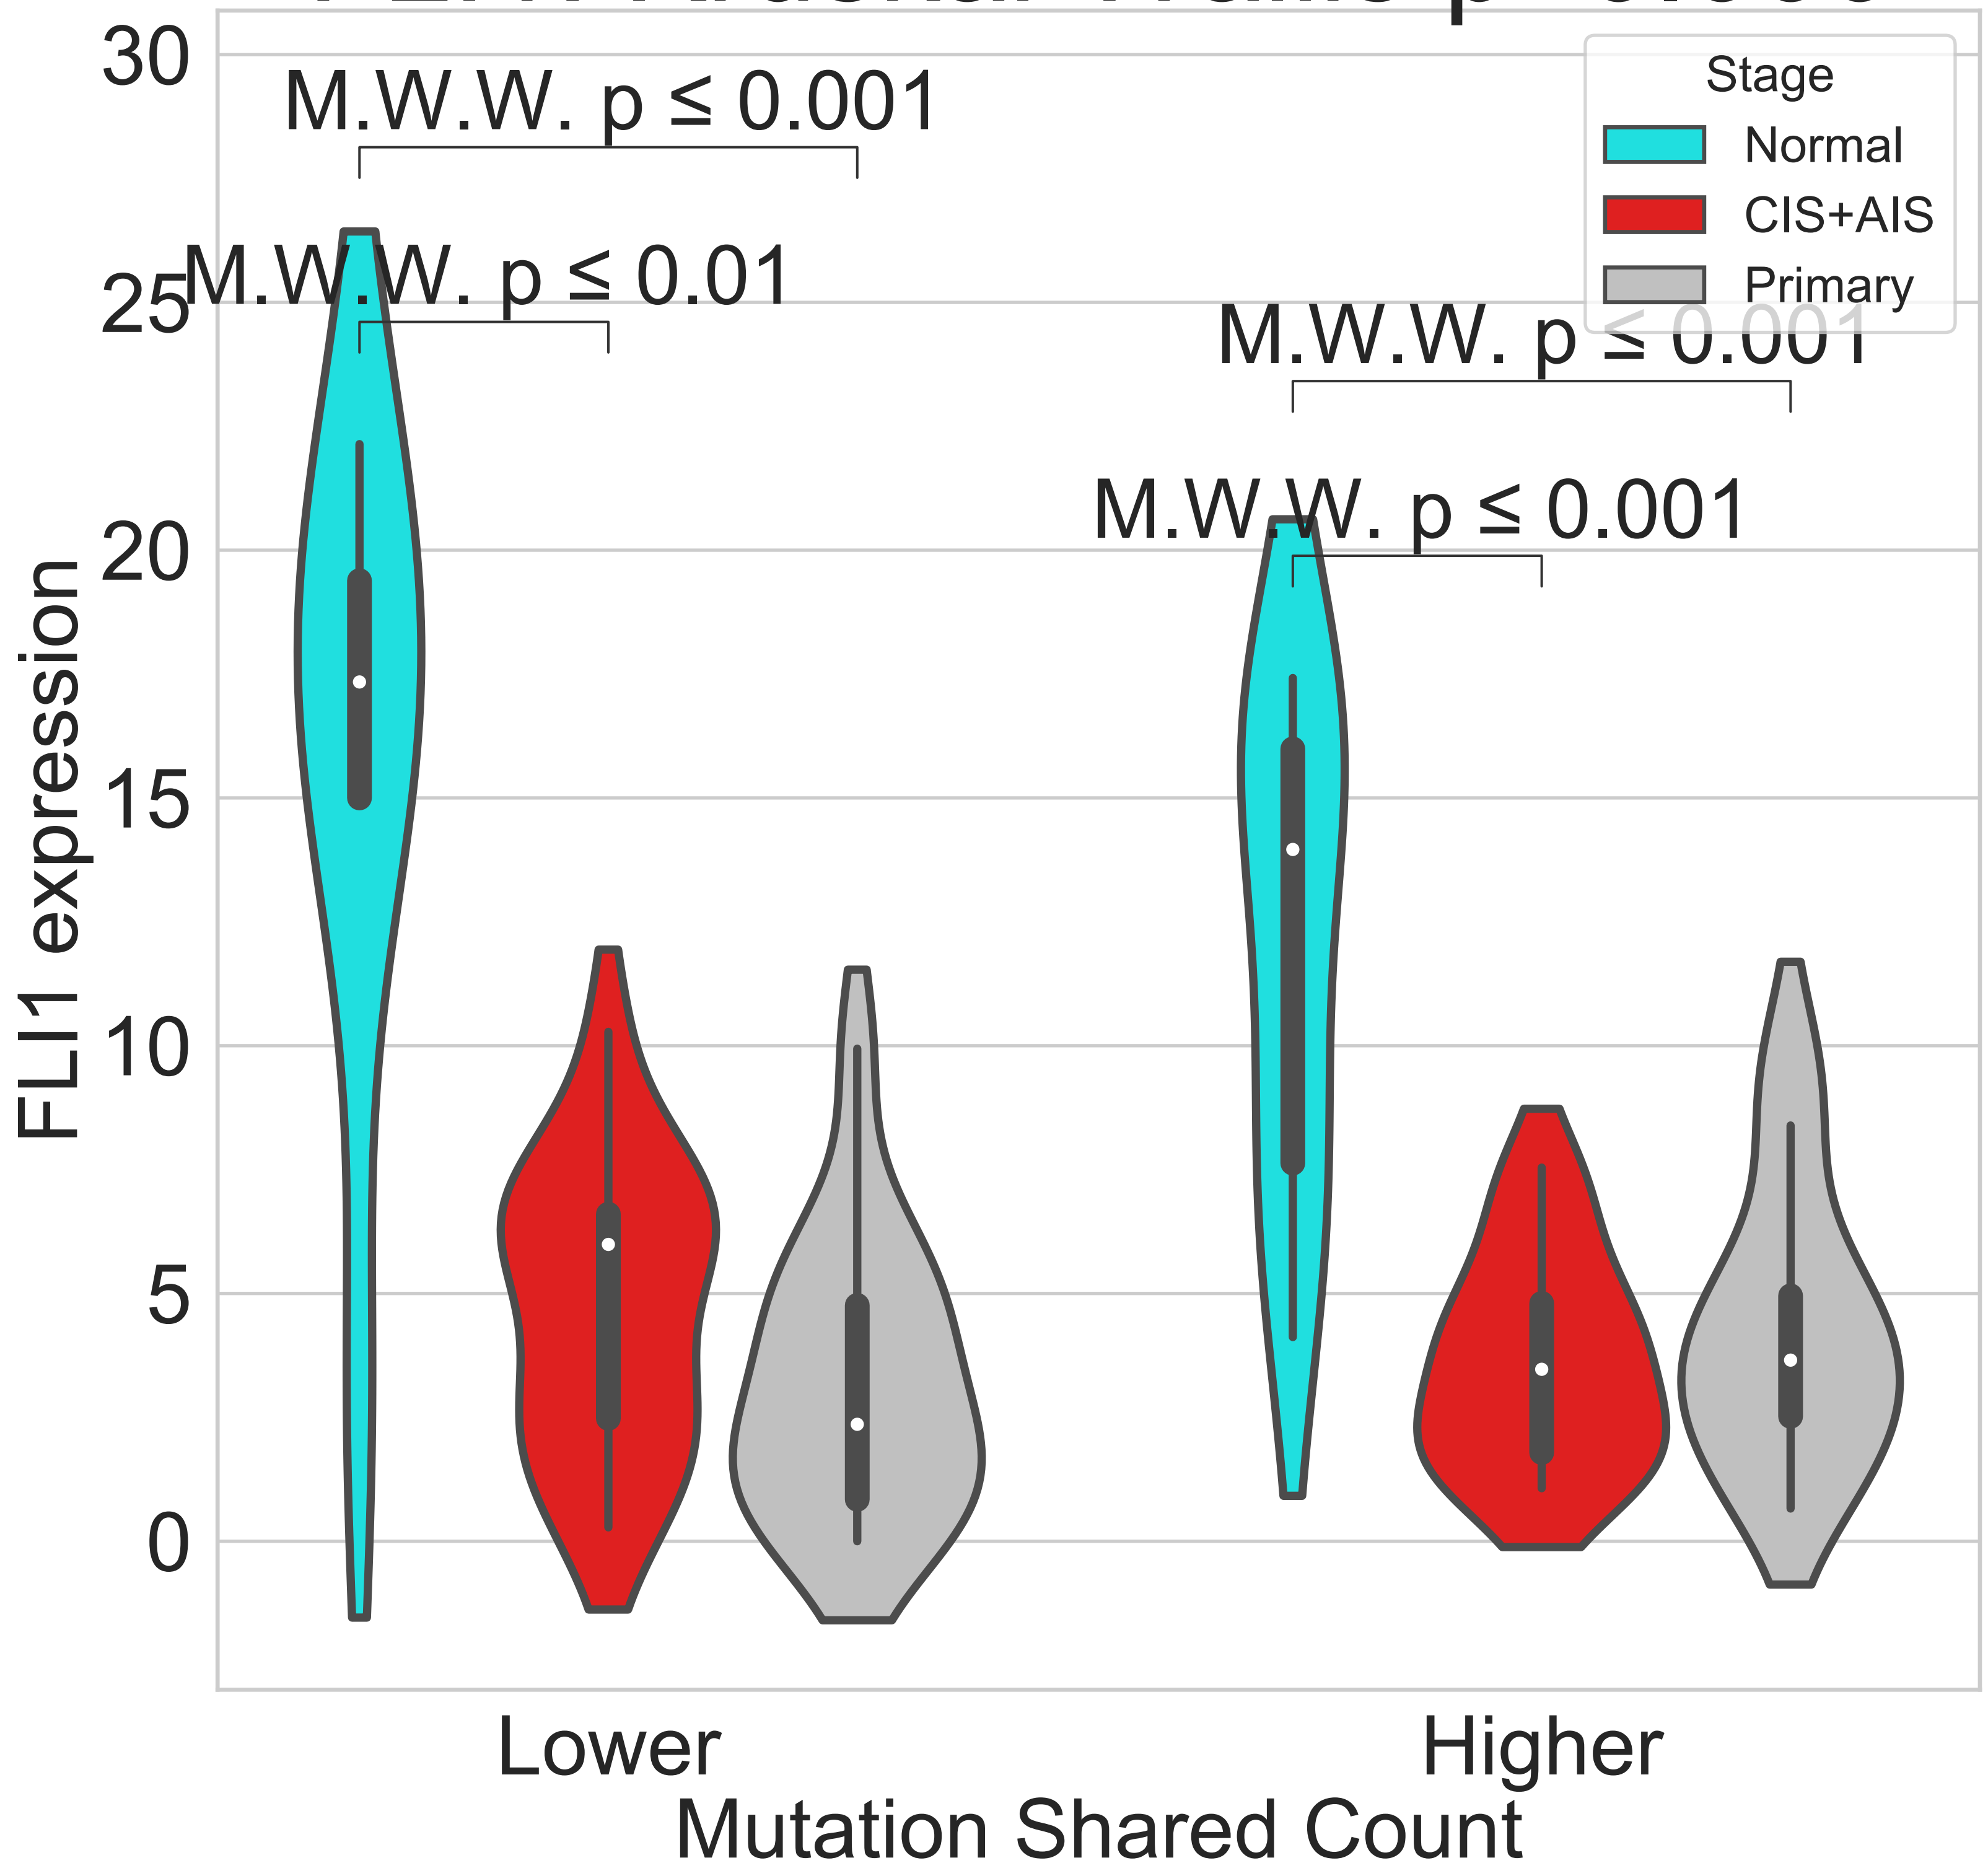 30
M.W.W. p ≤ 0.001
Stage
Normal
CIS+AIS
Primary
25
M.W.W. p ≤ 0.01
M.W.W. p ≤ 0.001
20
M.W.W. p ≤ 0.001
15
10
5
0
FLI1 expression
Lower
Higher
Mutation Shared Count